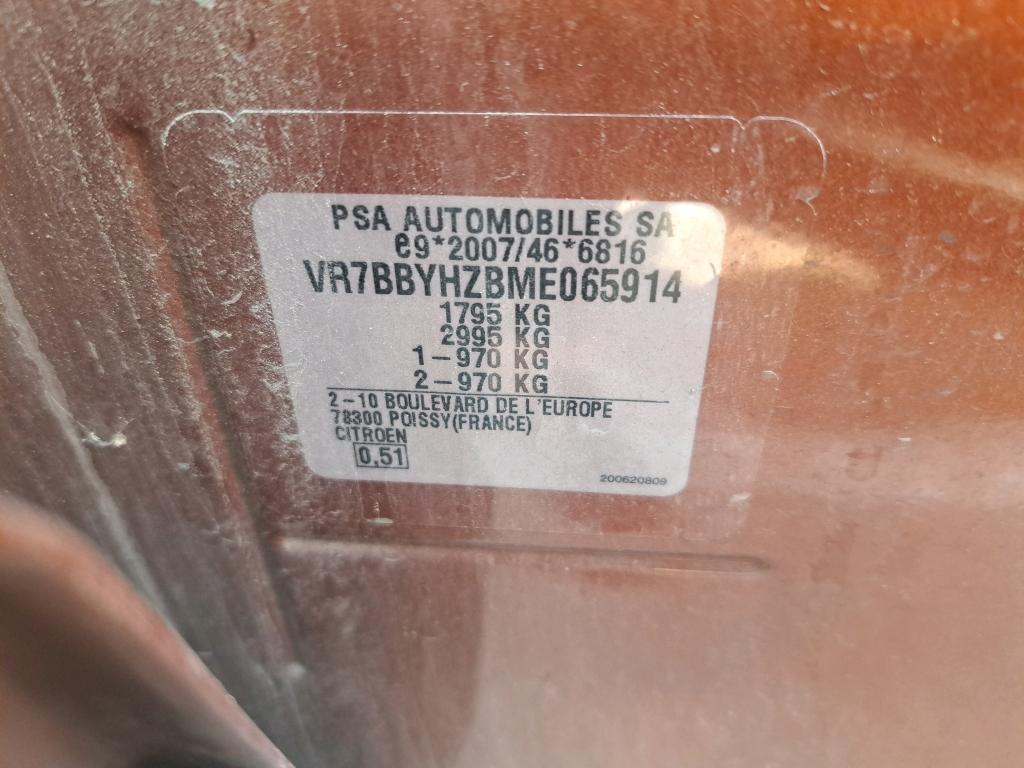 PSA AUTOMOBILES SA
e9*2007/46*6816
VR7BBYHZBME065914
1795 KG
2995 KG
1-970 KG
2-970 KG
2-10 BOULEVARD DE L'EUROPE
78300 POISSY(FRANCE)
CITROEN
0,51
200620809